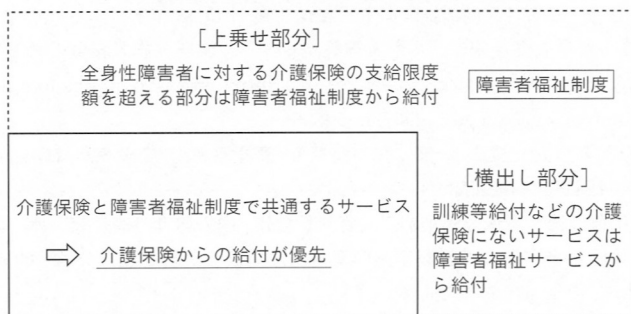 [上乗せ部分]
全身性障害者に対する介護保険の支給限度
額を超える部分は障害者福祉制度から給付
障害者福祉制度
介護保険と障害者福祉制度で共通するサービス
⇨ 介護保険からの給付が優先
[横出し部分]
訓練等給付などの介護
保険にないサービスは
障害者福祉サービスか
ら給付